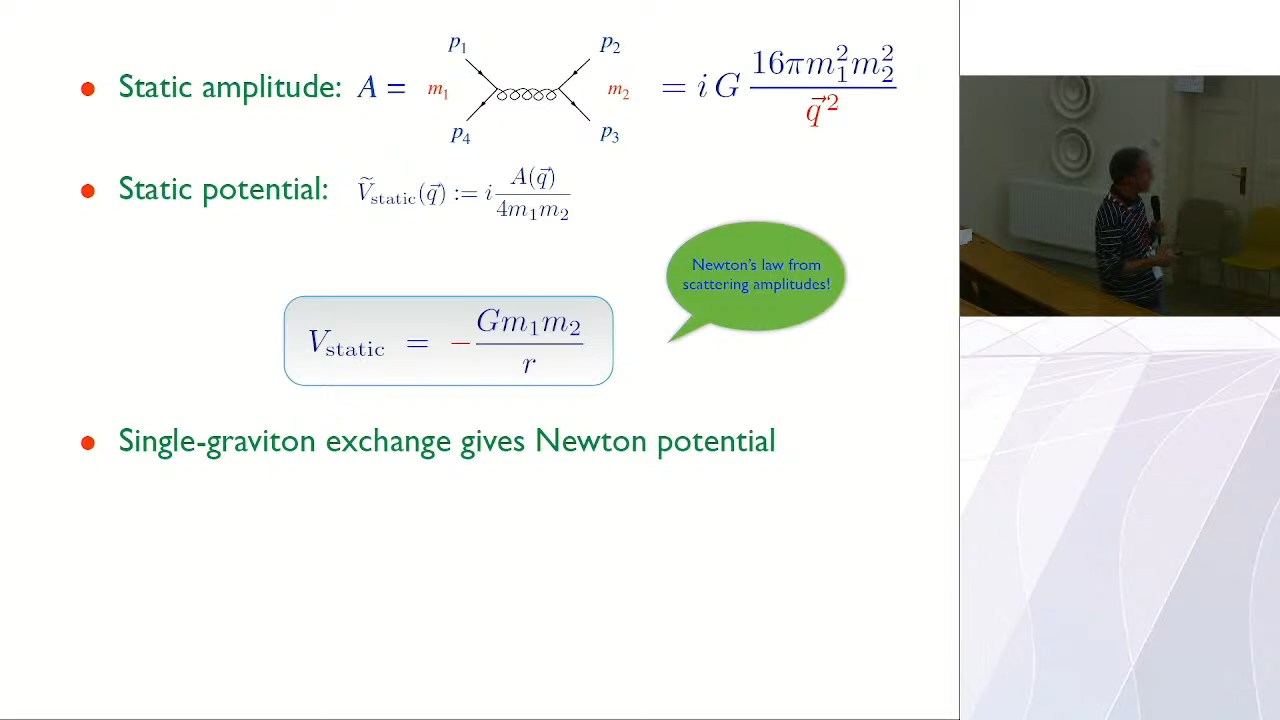 p₁ p₂
• Static amplitude: A = m₁ m₂ = i G 16πm₁²m₂² / q⃗ ²
p₄ p₃
• Static potential: Ṽstatic(q⃗) := i A(q⃗) / 4m₁m₂
Newton's law from
scattering amplitudes!
Vstatic = − Gm₁m₂ / r
• Single-graviton exchange gives Newton potential